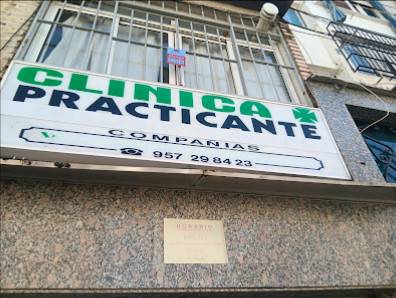 CLINICA
PRACTICANTE
COMPAÑIAS
☎ 957 29 84 23
HORARIO